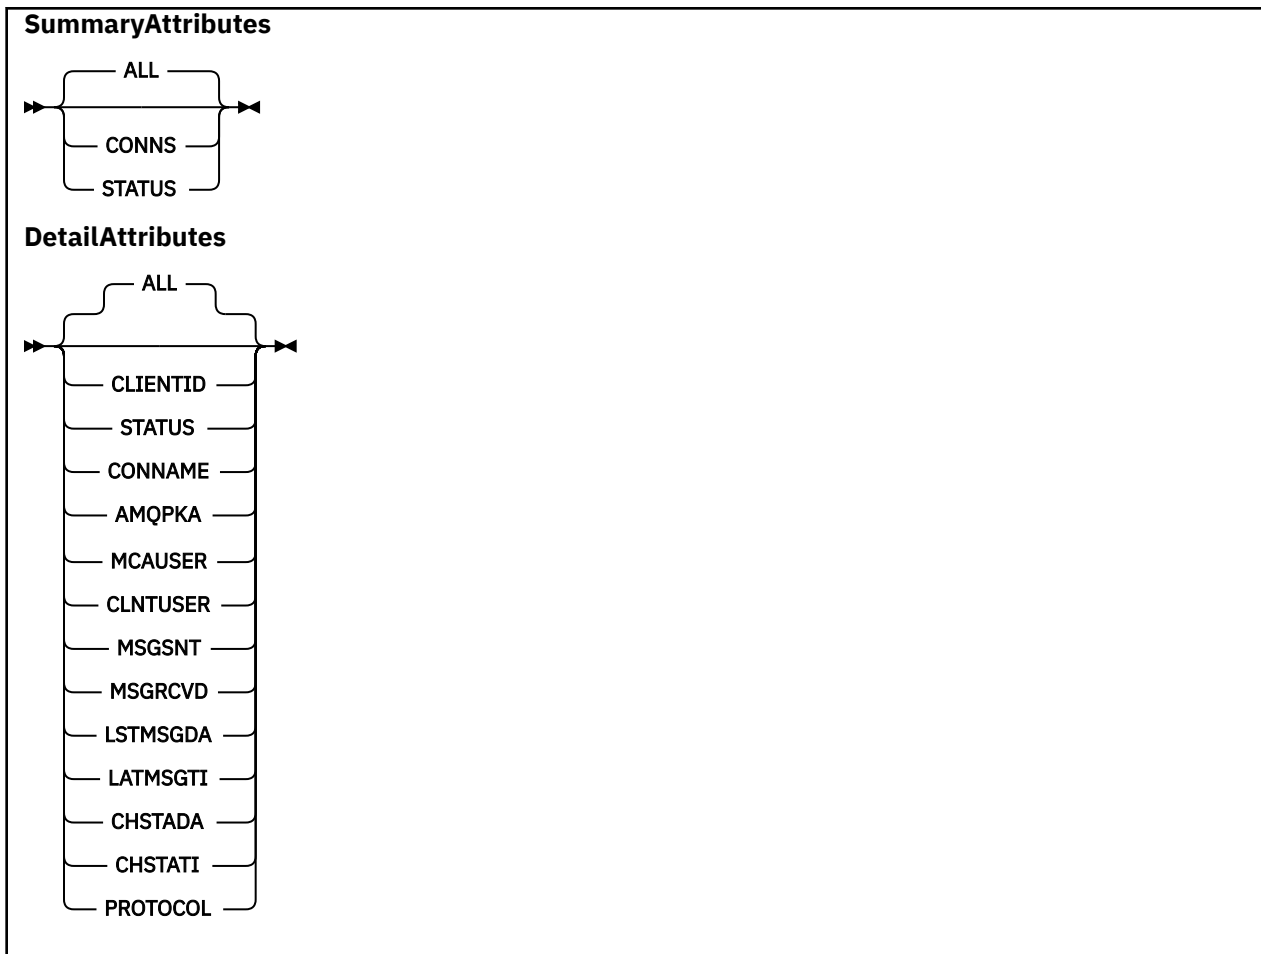 SummaryAttributes
ALL
CONNS
STATUS
DetailAttributes
ALL
CLIENTID
STATUS
CONNAME
AMQPKA
MCAUSER
CLNTUSER
MSGSNT
MSGRCVD
LSTMSGDA
LATMSGTI
CHSTADA
CHSTATI
PROTOCOL